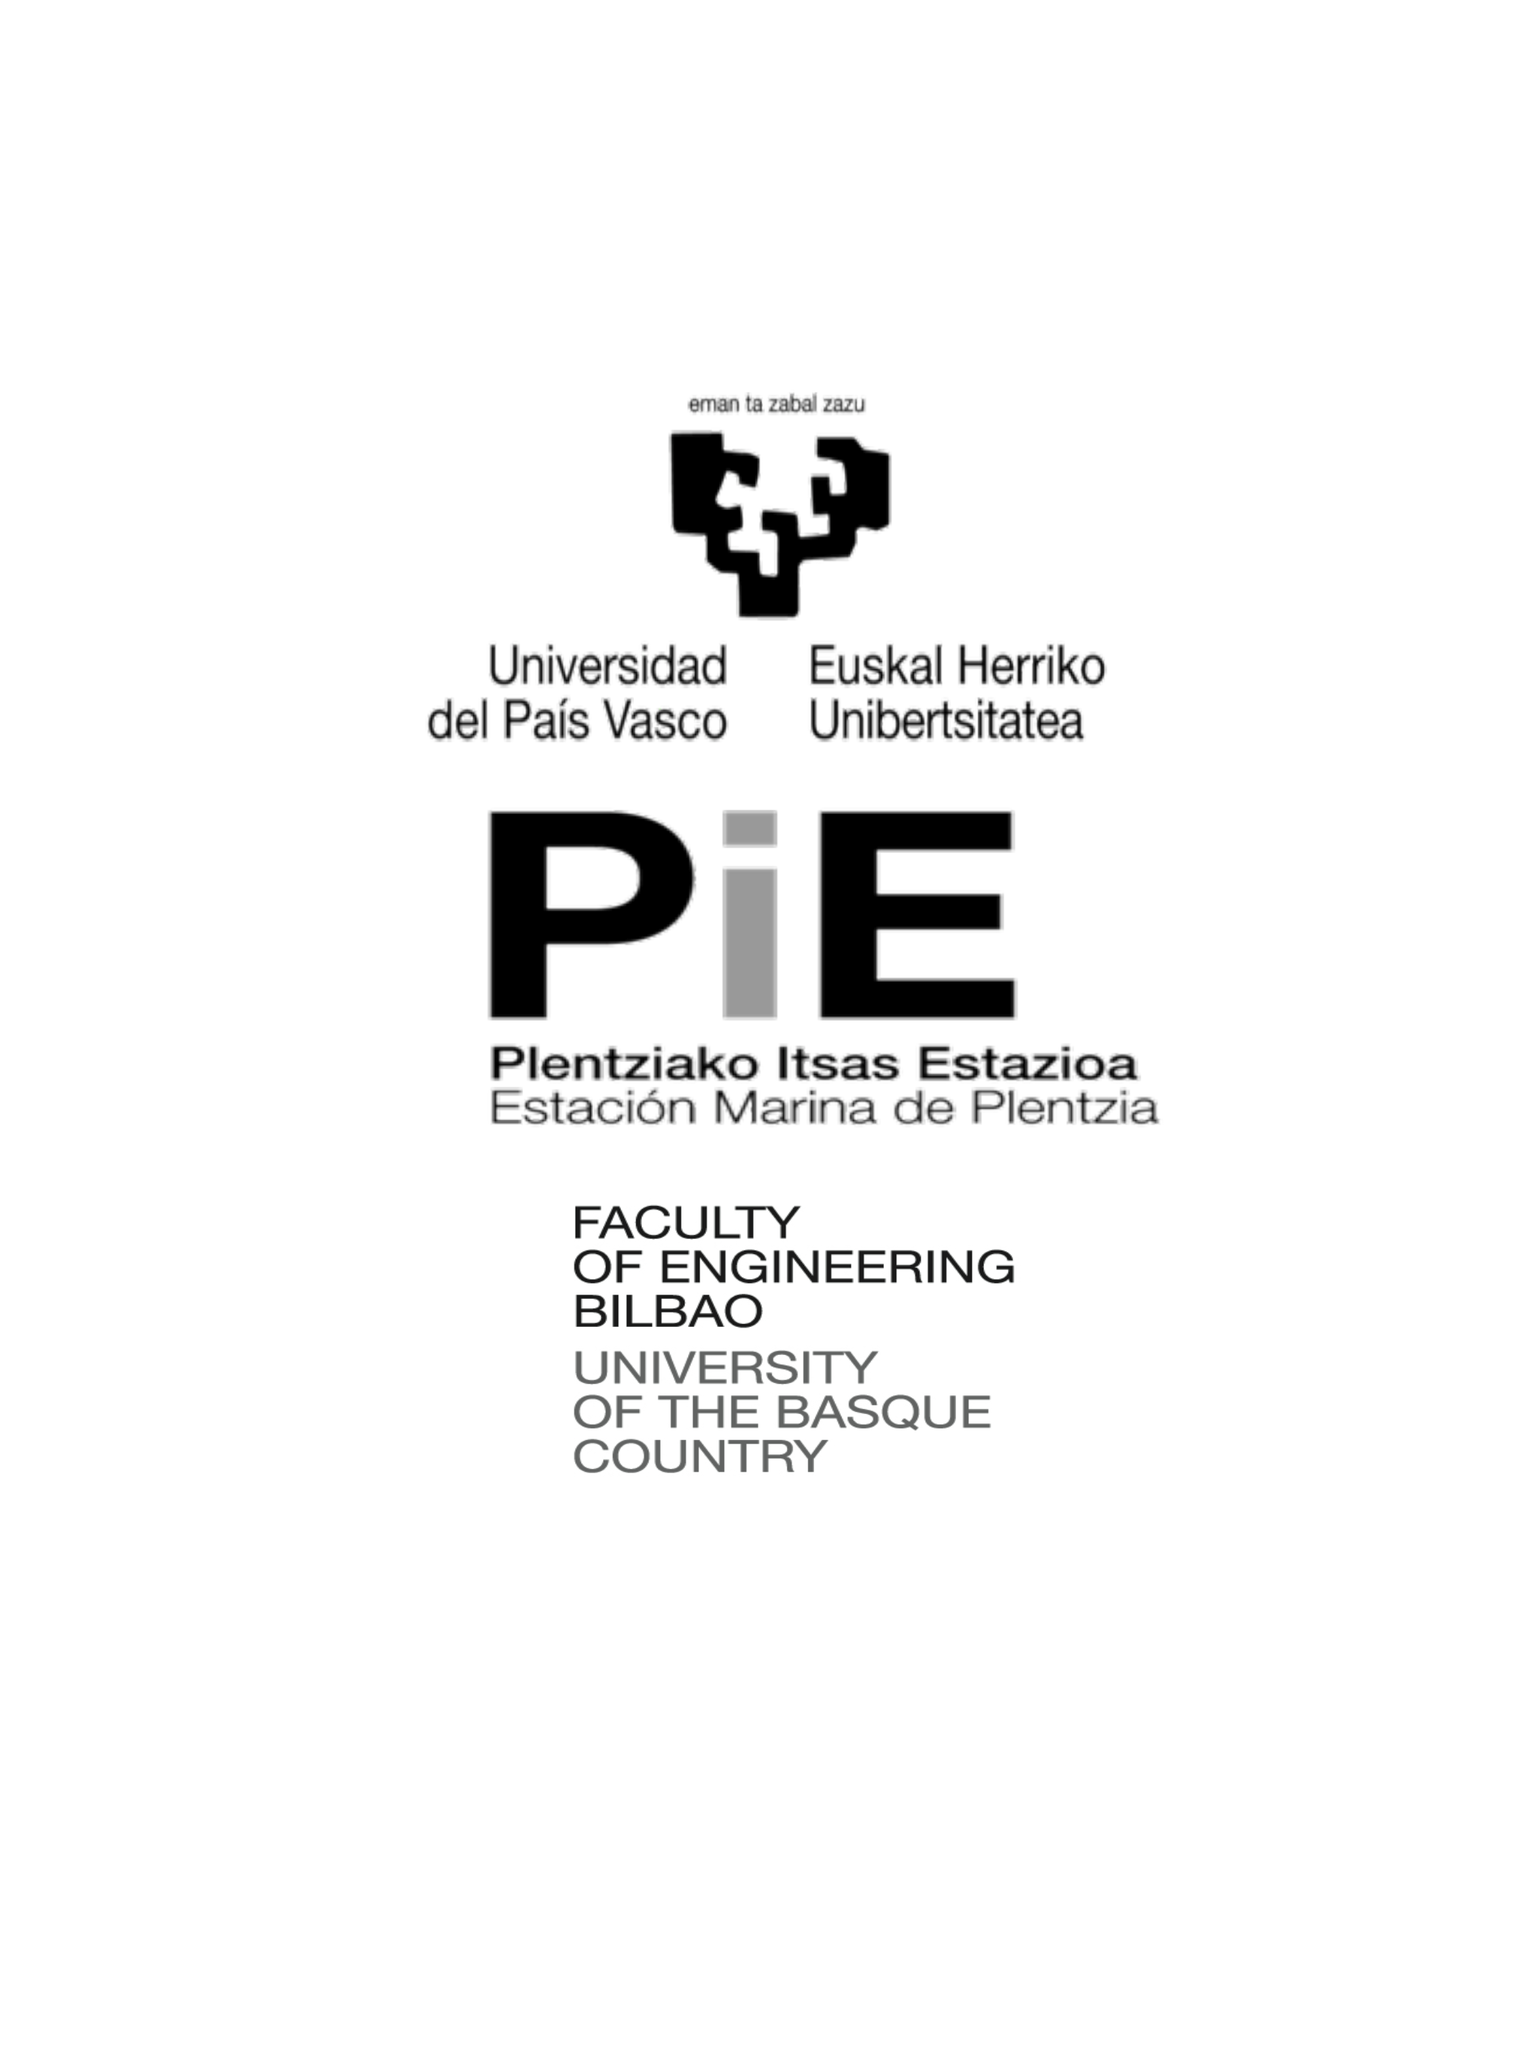 eman ta zabal zazu
Universidad
del País Vasco
Euskal Herriko
Unibertsitatea
PiE
Plentziako Itsas Estazioa
Estación Marina de Plentzia
FACULTY
OF ENGINEERING
BILBAO
UNIVERSITY
OF THE BASQUE
COUNTRY